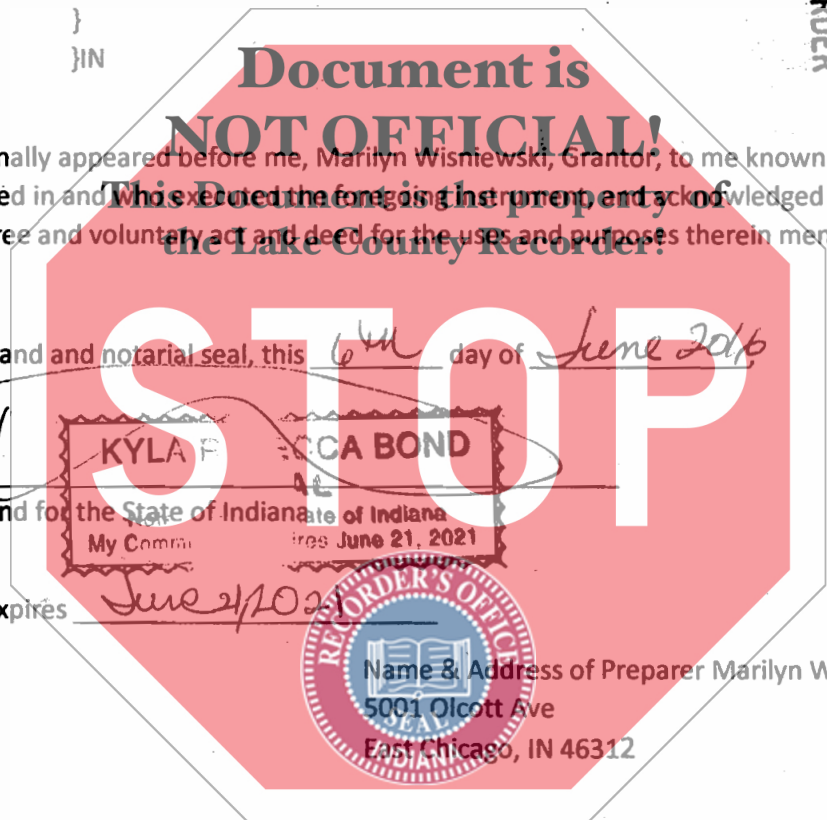 }
}IN
RDER
Document is
NOT OFFICIAL!
nally appeared before me, Marilyn Wisniewski, Grantor, to me known
ed in and who executed the foregoing instrument, and acknowledged
This Document is the property of
ree and voluntary act and deed for the uses and purposes therein men
the Lake County Recorder!
STOP
and and notarial seal, this 6th day of June 2016
KYLA CCA BOND
AL
nd for the State of Indiana
ate of Indiana
My Commi ires June 21, 2021
xpires June 21, 2021
RECORDER'S OFFICE
SEAL
INDIANA
Name & Address of Preparer Marilyn W
5001 Olcott Ave
East Chicago, IN 46312